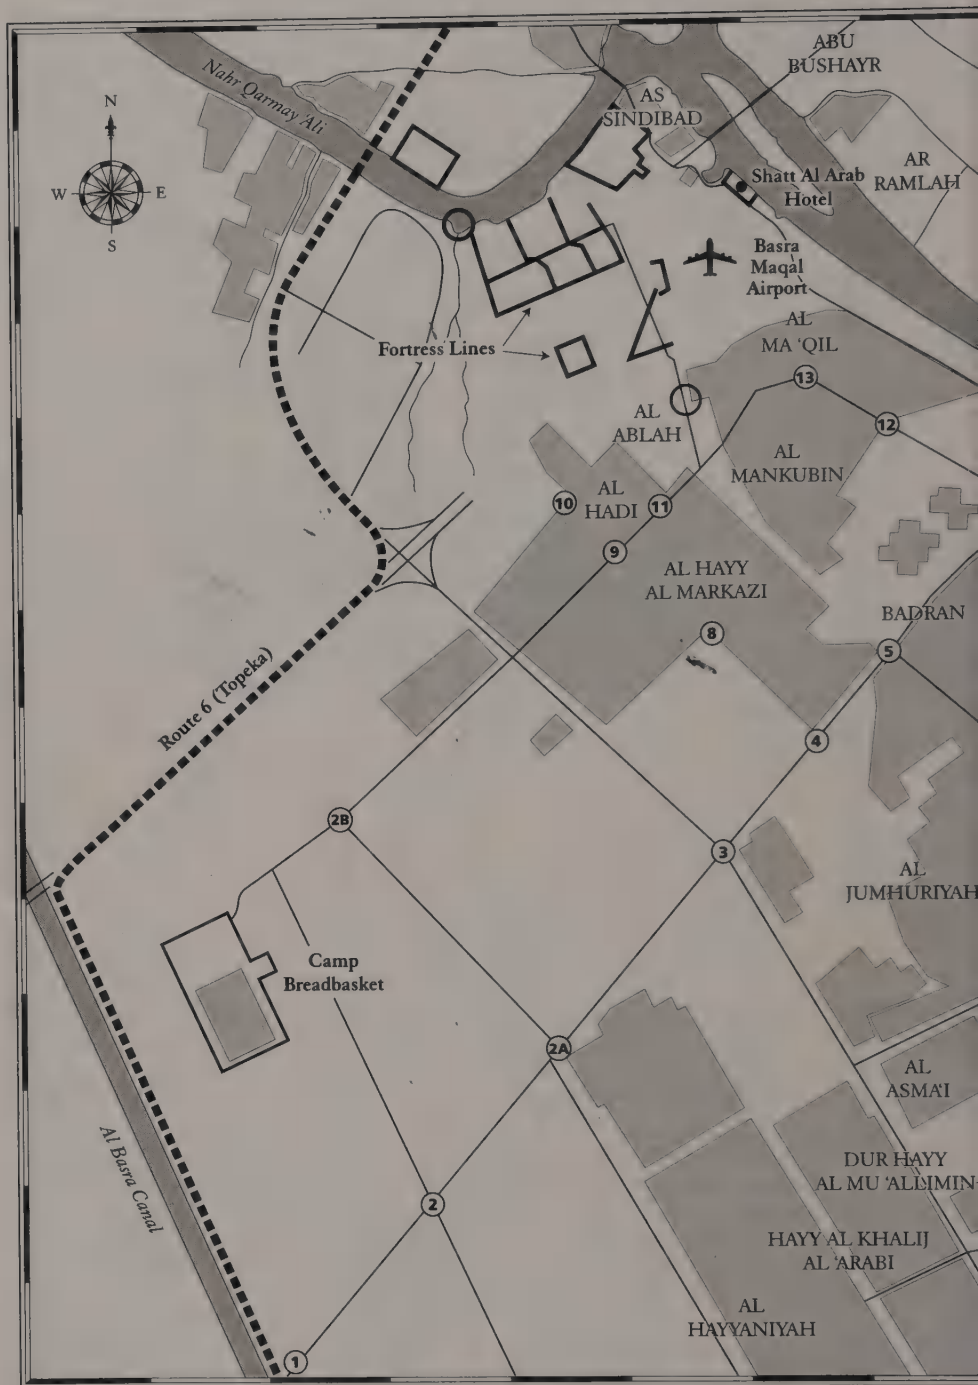 ABU
BUSHAYR
Nahr Qarmay 'Ali
AS
SINDIBAD
N
W
E
S
AR
RAMLAH
Shatt Al Arab
Hotel
Basra
Maqal
Airport
Fortress Lines
AL
MA 'QIL
13
AL
ABLAH
12
AL
MANKUBIN
10
AL
HADI
11
9
AL HAYY
AL MARKAZI
BADRAN
8
5
Route 6 (Topeka)
4
2B
3
AL
JUMHURIYAH
Camp
Breadbasket
2A
AL
ASMA'I
Al Basra Canal
DUR HAYY
AL MU 'ALLIMIN
2
HAYY AL KHALIJ
AL 'ARABI
AL
HAYYANIYAH
1